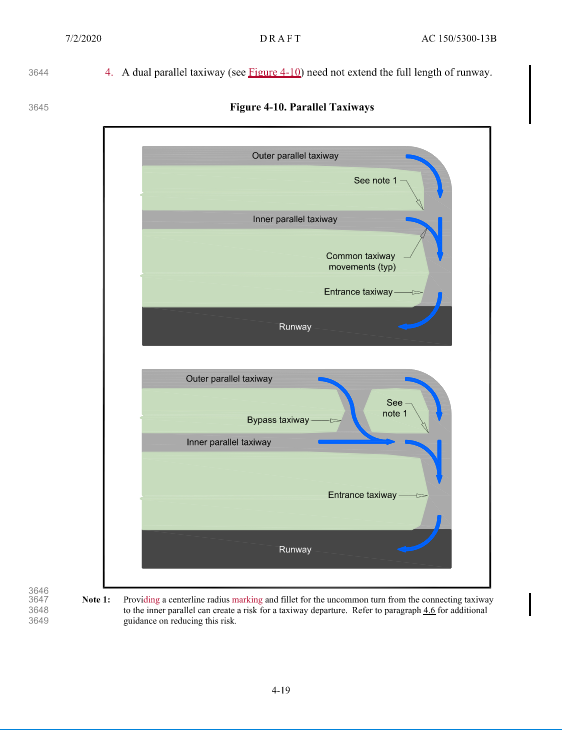 7/2/2020 DRAFT AC 150/5300-13B
3644 4. A dual parallel taxiway (see Figure 4-10) need not extend the full length of runway.
3645 Figure 4-10. Parallel Taxiways
Outer parallel taxiway
See note 1
Inner parallel taxiway
Common taxiway
movements (typ)
Entrance taxiway
Runway
Outer parallel taxiway
See
note 1
Bypass taxiway
Inner parallel taxiway
Entrance taxiway
Runway
3646
3647 Note 1: Providing a centerline radius marking and fillet for the uncommon turn from the connecting taxiway
3648 to the inner parallel can create a risk for a taxiway departure. Refer to paragraph 4.6 for additional
3649 guidance on reducing this risk.
4-19